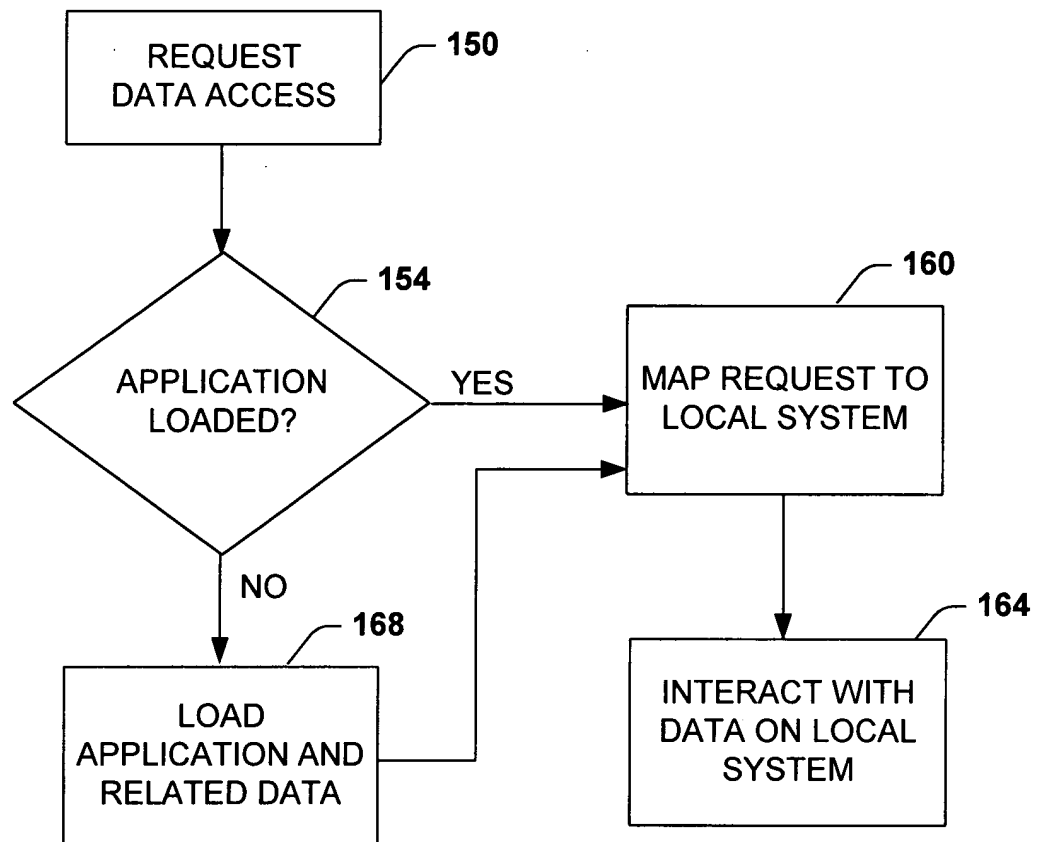 REQUEST
DATA ACCESS
150
154
APPLICATION
LOADED?
YES
NO
160
MAP REQUEST TO
LOCAL SYSTEM
168
LOAD
APPLICATION AND
RELATED DATA
164
INTERACT WITH
DATA ON LOCAL
SYSTEM